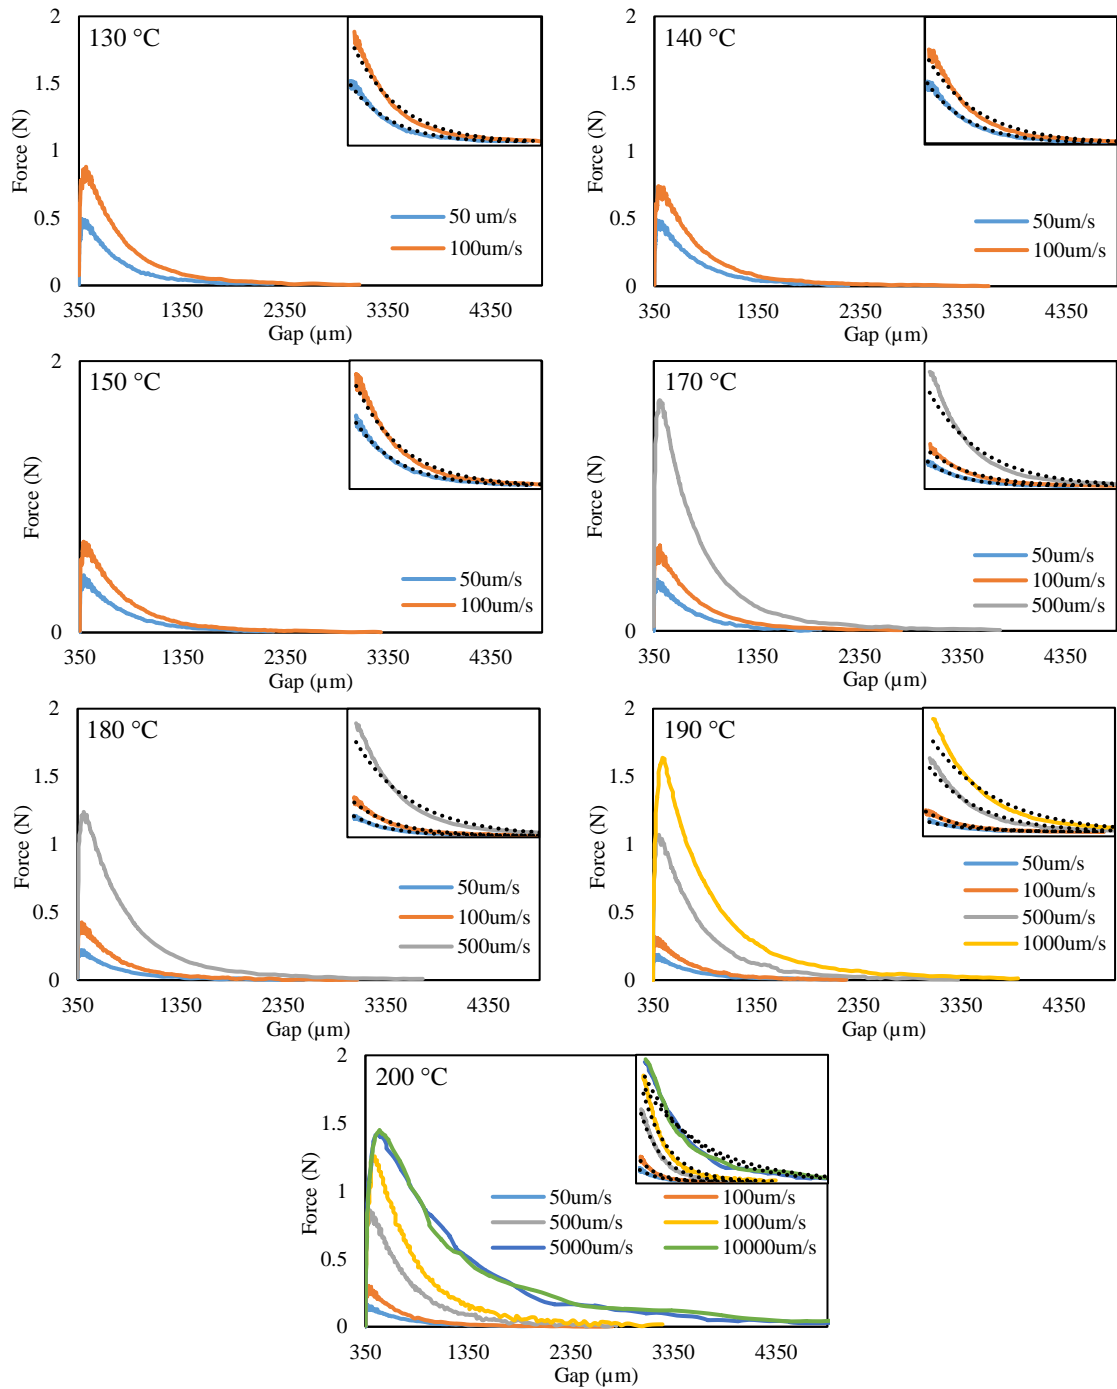 130 °C
Force (N)
2
1.5
1
0.5
0
50 um/s
100um/s
350 1350 2350 3350 4350
Gap (µm)
140 °C
Force (N)
2
1.5
1
0.5
0
50um/s
100um/s
350 1350 2350 3350 4350
Gap (µm)
150 °C
Force (N)
2
0
50um/s
100um/s
350 1350 2350 3350 4350
Gap (µm)
170 °C
Force (N)
2
0
50um/s
100um/s
500um/s
350 1350 2350 3350 4350
Gap (µm)
180 °C
Force (N)
2
1.5
1
0.5
0
50um/s
100um/s
500um/s
350 1350 2350 3350 4350
Gap (µm)
190 °C
Force (N)
2
1.5
1
0.5
0
50um/s
100um/s
500um/s
1000um/s
350 1350 2350 3350 4350
Gap (µm)
200 °C
Force (N)
2
1.5
1
0.5
0
50um/s 100um/s
500um/s 1000um/s
5000um/s 10000um/s
350 1350 2350 3350 4350
Gap (µm)